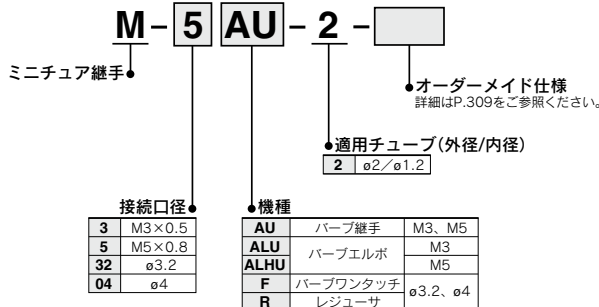 M-5 AU-2-
ミニチュア継手
オーダーメイド仕様
詳細はP.309をご参照ください。
適用チューブ(外径/内径)
2 ø2/ø1.2
接続口径
3 M3×0.5
5 M5×0.8
32 ø3.2
04 ø4
機種
AU バーブ継手 M3、M5
ALU バーブエルボ M3
ALHU M5
F バーブワンタッチ ø3.2、ø4
R レジューサ